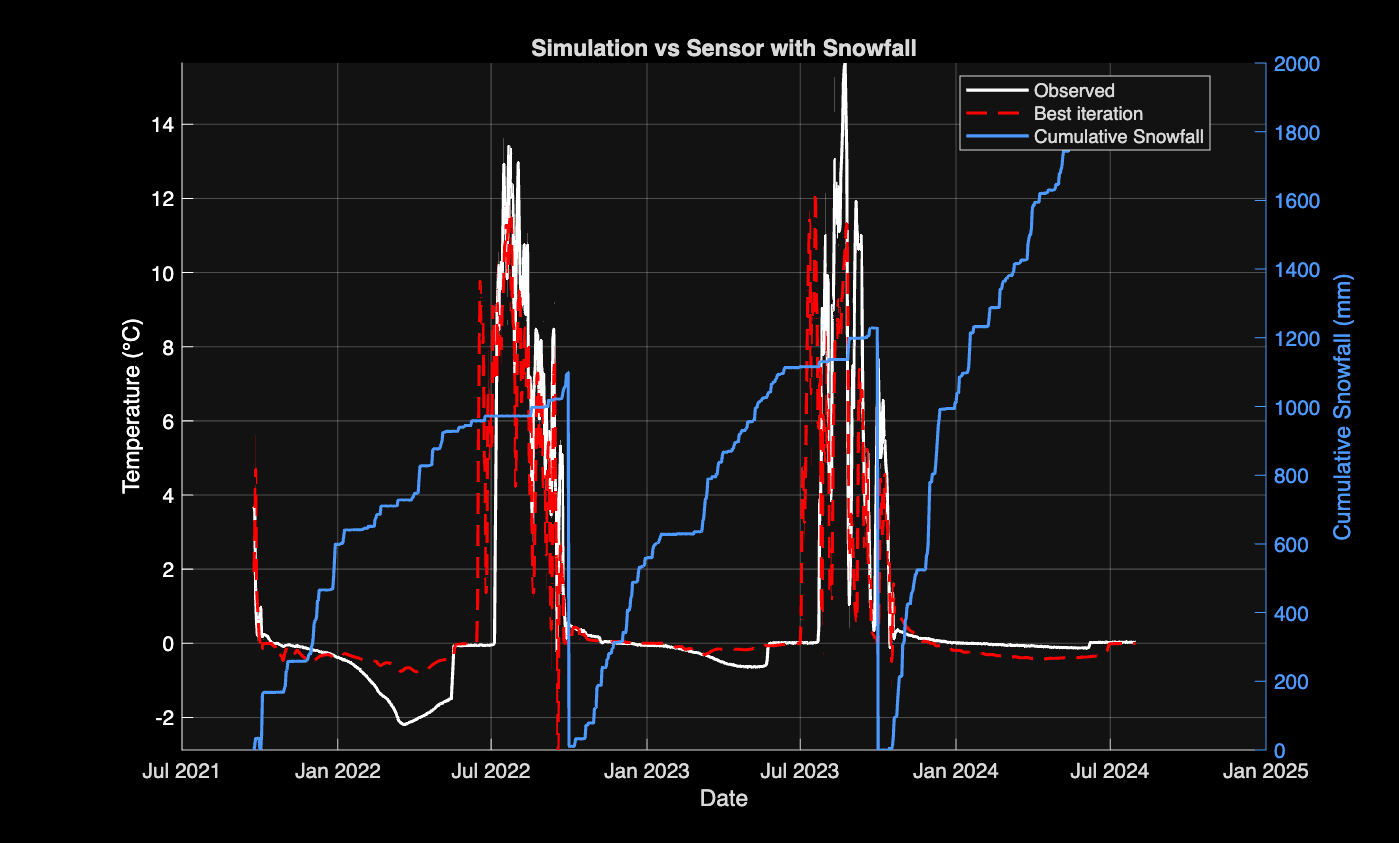 Simulation vs Sensor with Snowfall
Observed
Best iteration
Cumulative Snowfall
Temperature (°C)
14
12
10
8
6
4
2
0
-2
2000
1800
1600
1400
1200
1000
800
600
400
200
0
Cumulative Snowfall (mm)
Jul 2021
Jan 2022
Jul 2022
Jan 2023
Jul 2023
Jan 2024
Jul 2024
Jan 2025
Date